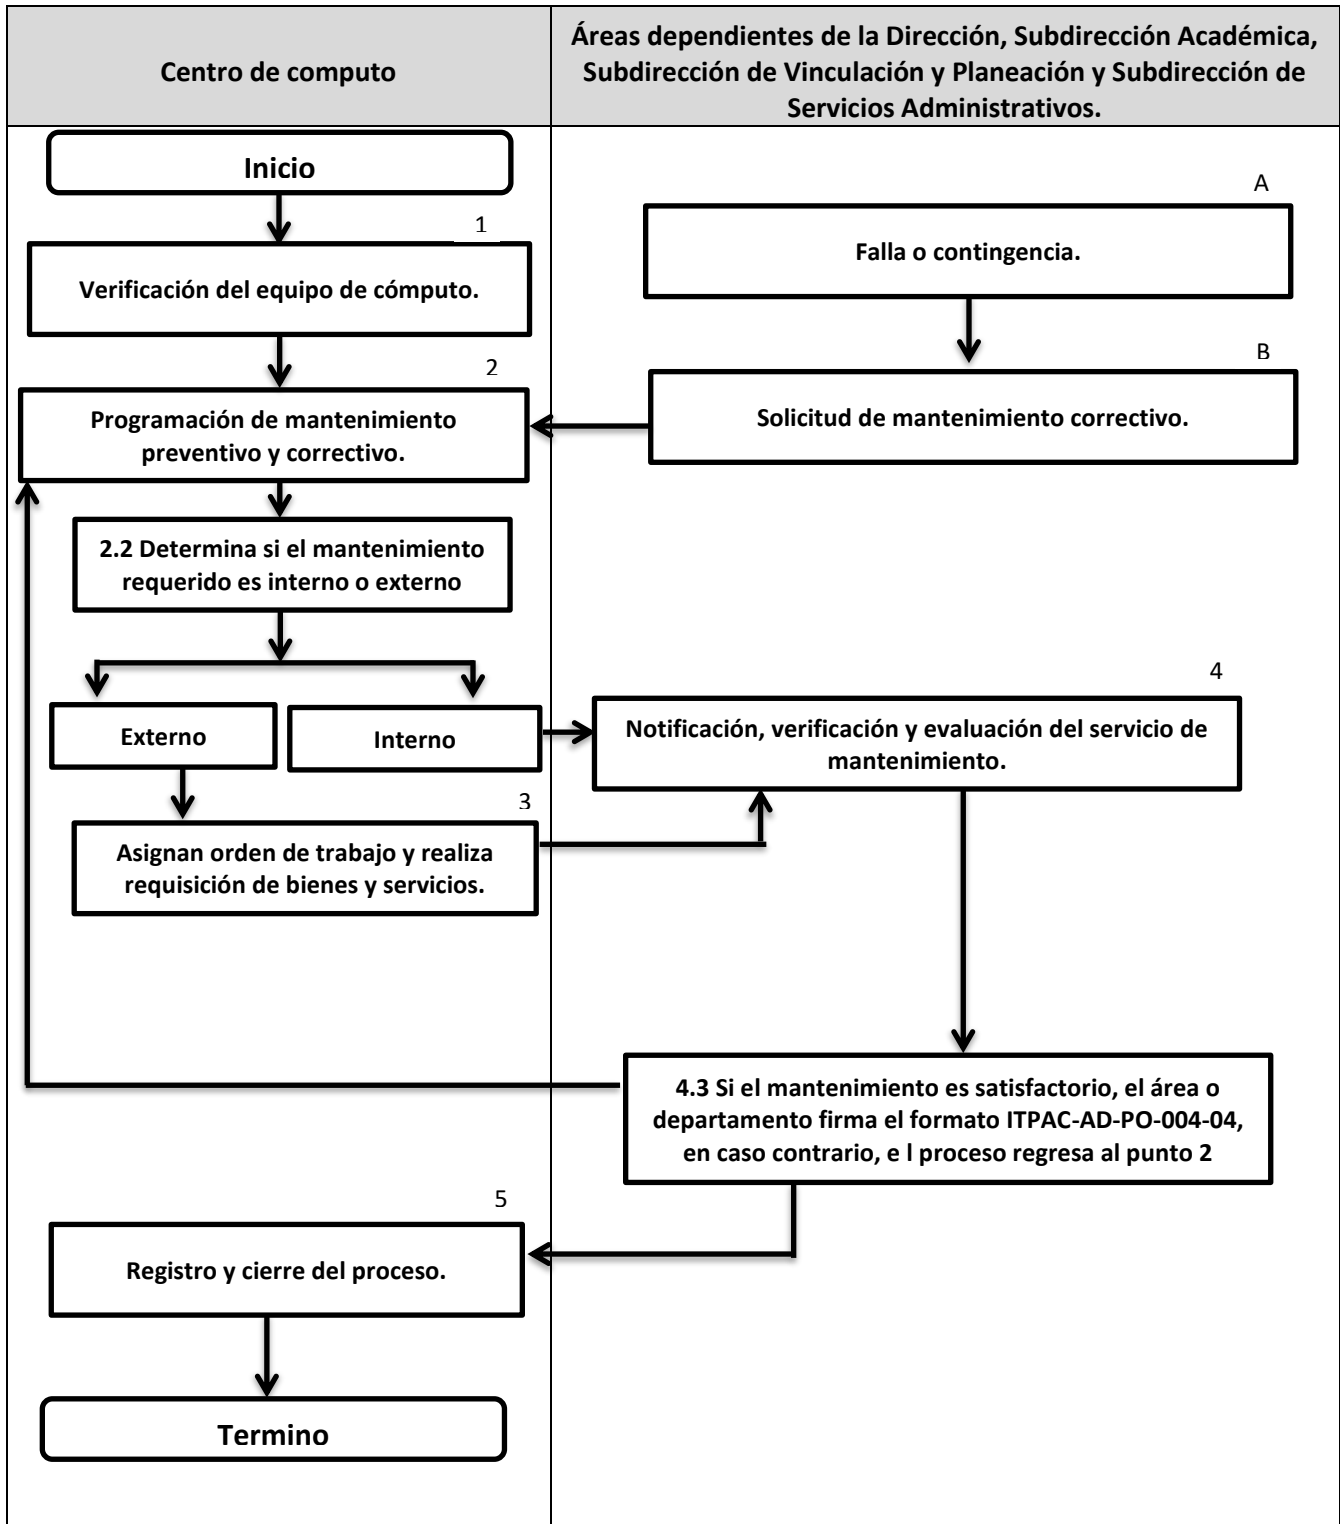 Centro de computo
Áreas dependientes de la Dirección, Subdirección Académica,
Subdirección de Vinculación y Planeación y Subdirección de
Servicios Administrativos.
Inicio
A
1
Falla o contingencia.
Verificación del equipo de cómputo.
B
2
Programación de mantenimiento
preventivo y correctivo.
Solicitud de mantenimiento correctivo.
2.2 Determina si el mantenimiento
requerido es interno o externo
4
Externo
Interno
Notificación, verificación y evaluación del servicio de
mantenimiento.
3
Asignan orden de trabajo y realiza
requisición de bienes y servicios.
4.3 Si el mantenimiento es satisfactorio, el área o
departamento firma el formato ITPAC-AD-PO-004-04,
en caso contrario, e l proceso regresa al punto 2
5
Registro y cierre del proceso.
Termino